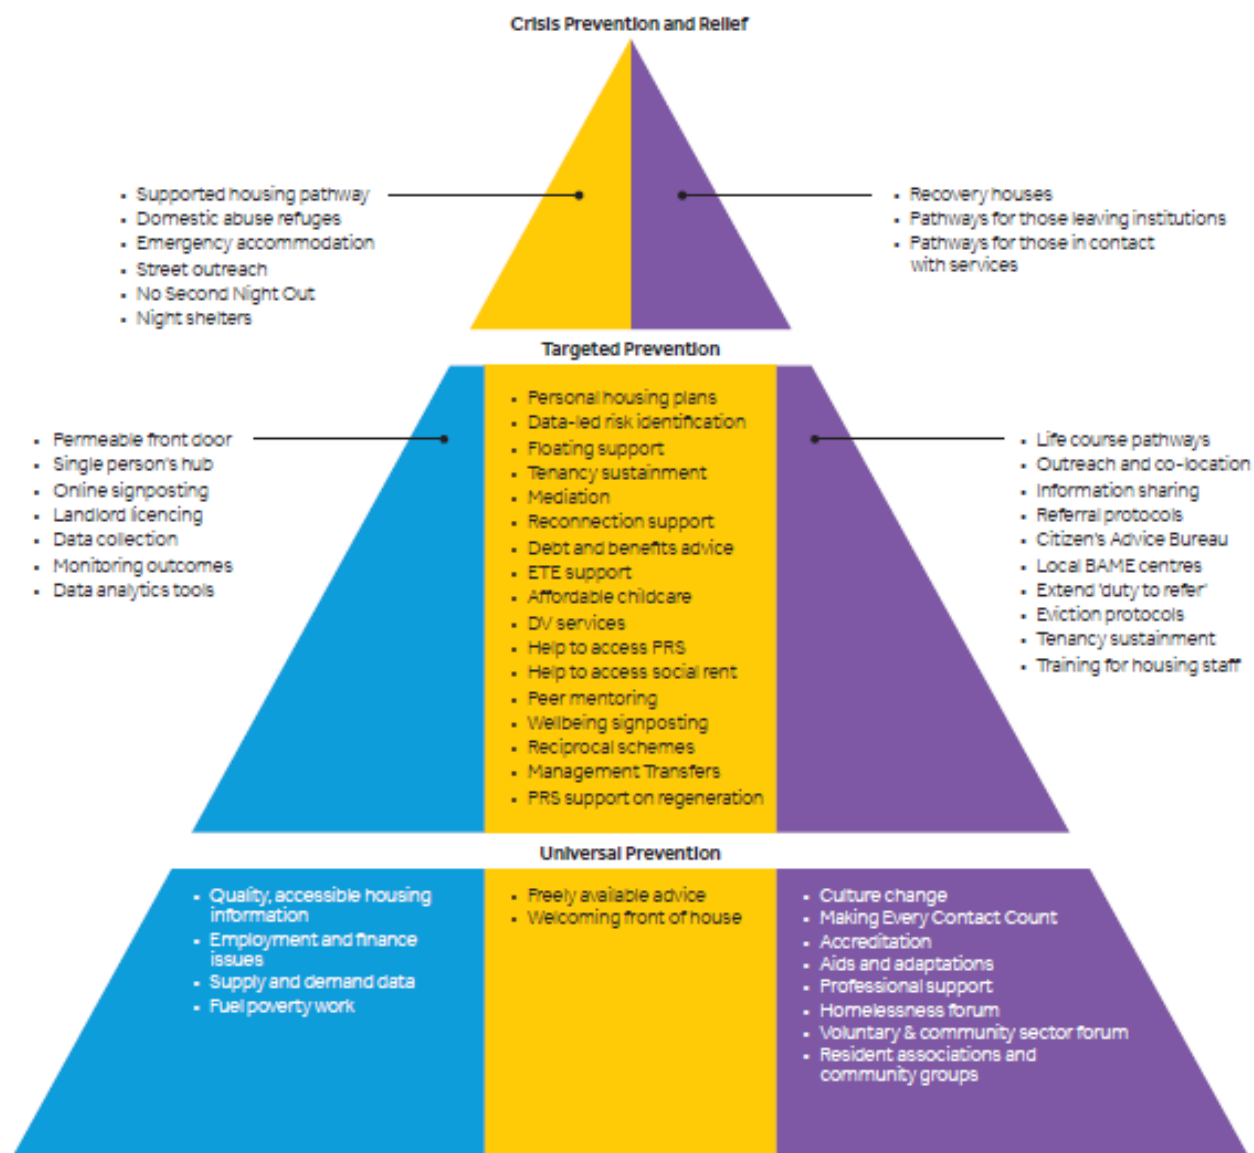 Crisis Prevention and Relief
• Supported housing pathway
• Domestic abuse refuges
• Emergency accommodation
• Street outreach
• No Second Night Out
• Night shelters
• Recovery houses
• Pathways for those leaving institutions
• Pathways for those in contact
with services
Targeted Prevention
• Permeable front door
• Single person's hub
• Online signposting
• Landlord licencing
• Data collection
• Monitoring outcomes
• Data analytics tools
• Personal housing plans
• Data-led risk identification
• Floating support
• Tenancy sustainment
• Mediation
• Reconnection support
• Debt and benefits advice
• ETE support
• Affordable childcare
• DV services
• Help to access PRS
• Help to access social rent
• Peer mentoring
• Wellbeing signposting
• Reciprocal schemes
• Management Transfers
• PRS support on regeneration
• Life course pathways
• Outreach and co-location
• Information sharing
• Referral protocols
• Citizen's Advice Bureau
• Local BAME centres
• Extend 'duty to refer'
• Eviction protocols
• Tenancy sustainment
• Training for housing staff
Universal Prevention
• Quality, accessible housing
information
• Employment and finance
issues
• Supply and demand data
• Fuel poverty work
• Freely available advice
• Welcoming front of house
• Culture change
• Making Every Contact Count
• Accreditation
• Aids and adaptations
• Professional support
• Homelessness forum
• Voluntary & community sector forum
• Resident associations and
community groups